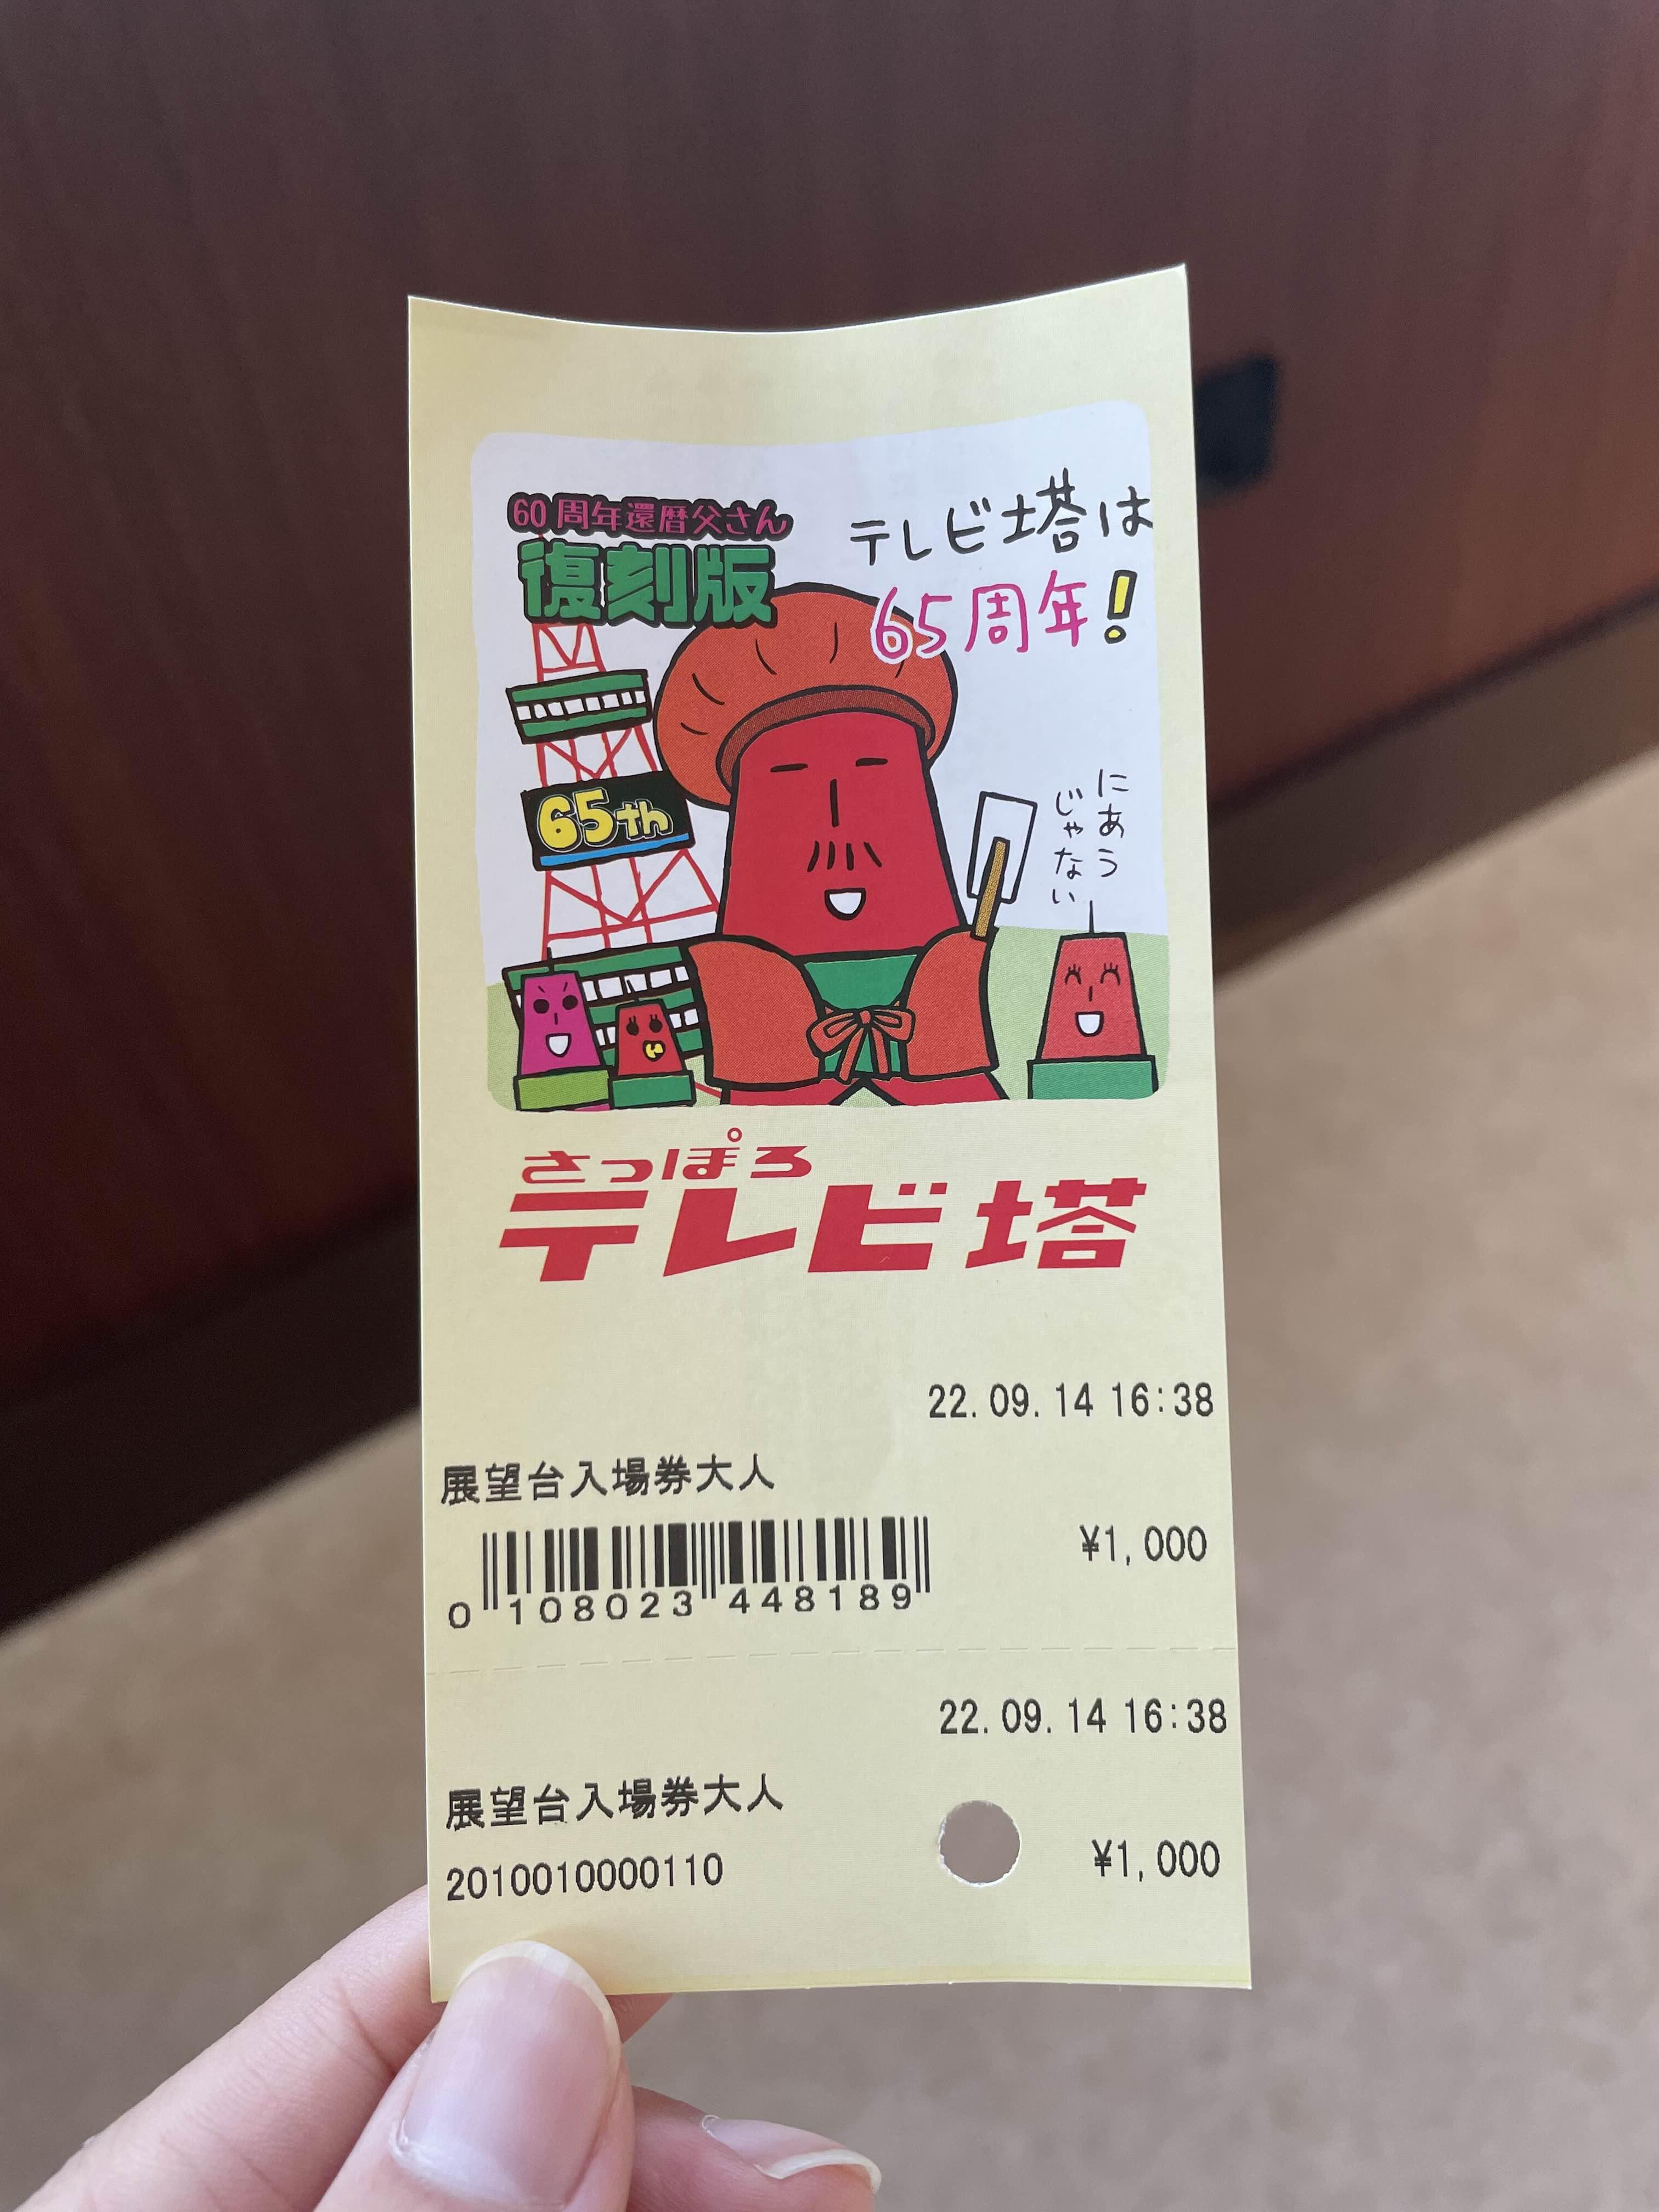 60周年還暦父さん
復刻版
テレビ塔は
65周年!
65th
にあう
じゃない
さっぽろ
テレビ塔
22.09.14 16:38
展望台入場券大人
¥1,000
0 108023 448189
22.09.14 16:38
展望台入場券大人
2010010000110
¥1,000